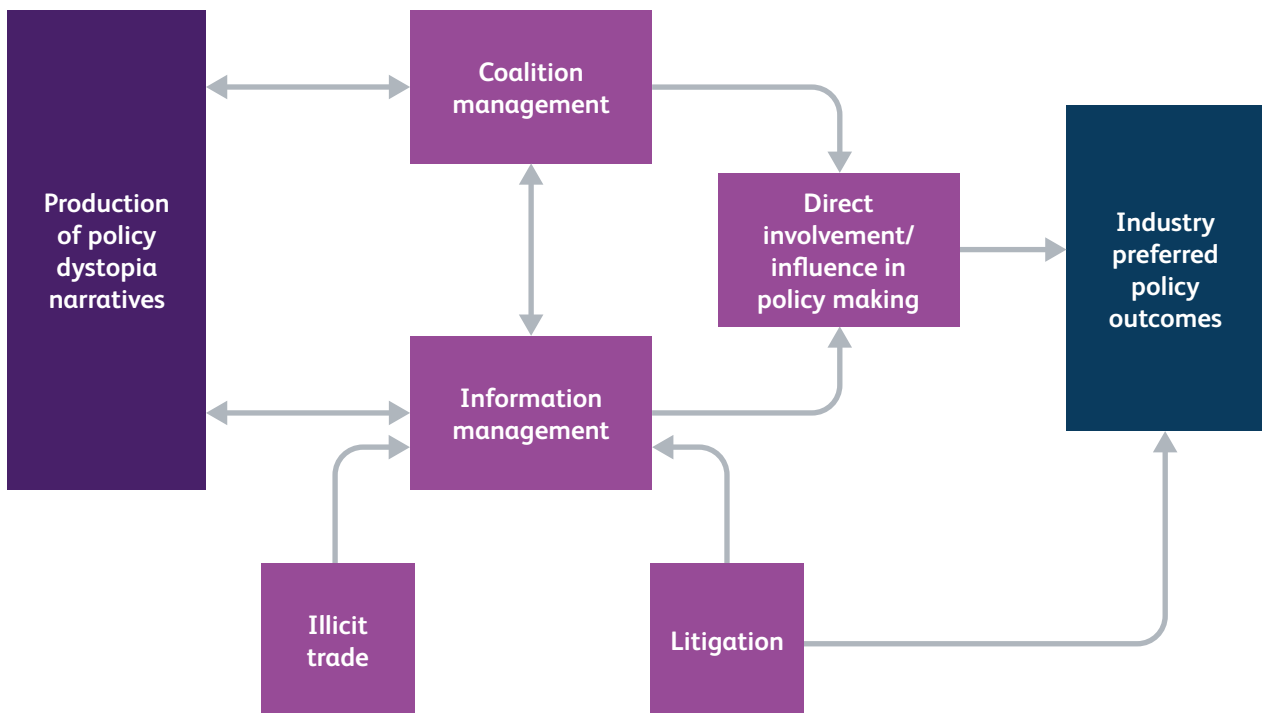 Production
of policy
dystopia
narratives
Coalition
management
Information
management
Direct
involvement/
influence in
policy making
Industry
preferred
policy
outcomes
Illicit
trade
Litigation